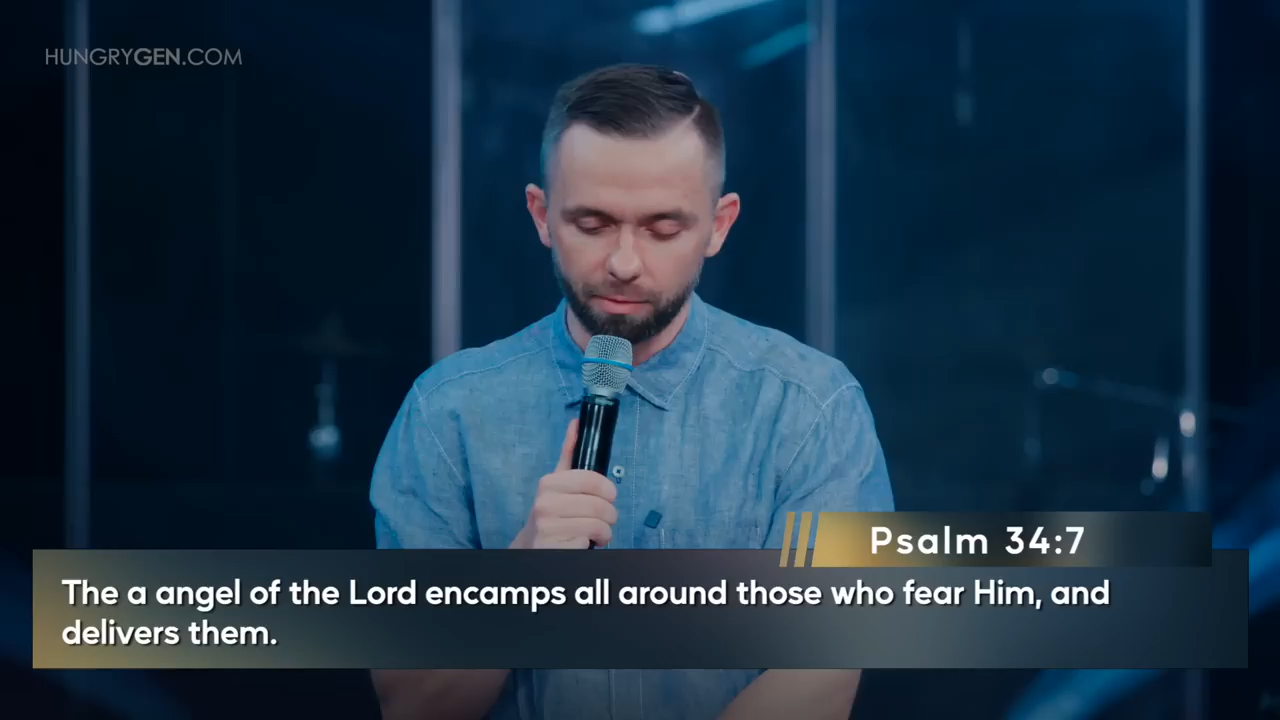 HUNGRYGEN.COM
Psalm 34:7
The a angel of the Lord encamps all around those who fear Him, and
delivers them.